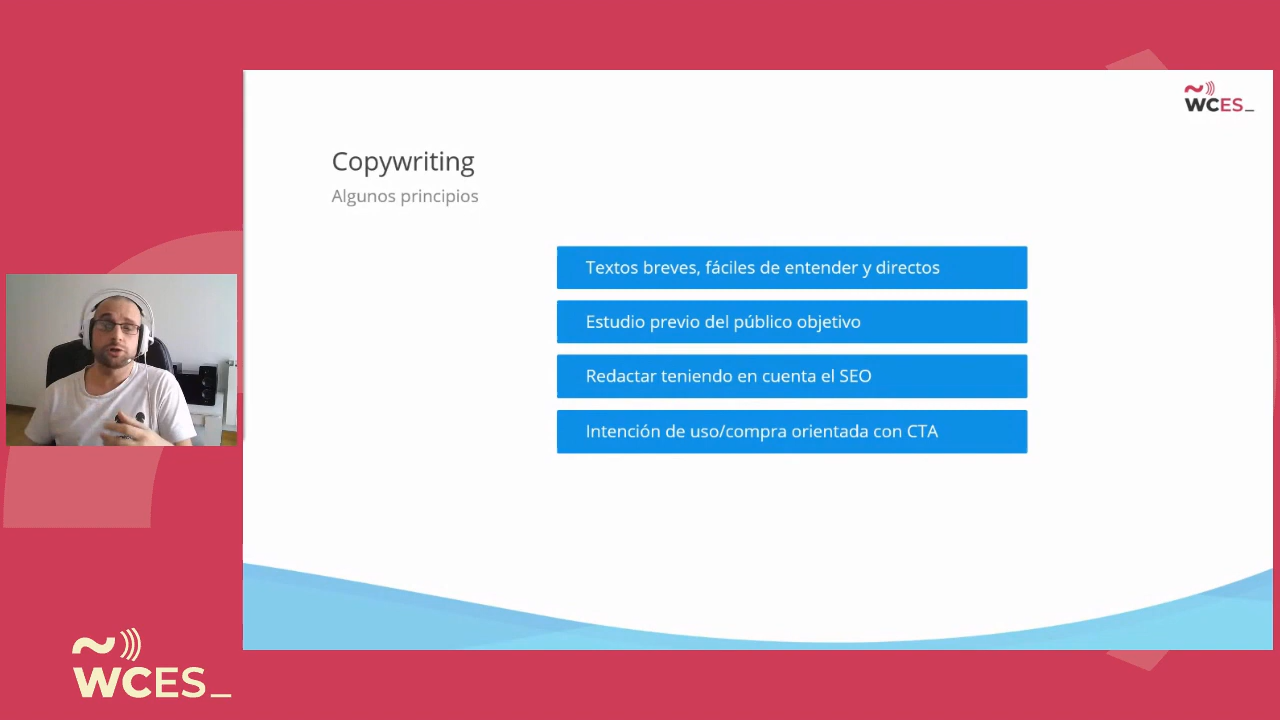 WCES_
Copywriting
Algunos principios
Textos breves, fáciles de entender y directos
Estudio previo del público objetivo
Redactar teniendo en cuenta el SEO
Intención de uso/compra orientada con CTA
WCES_